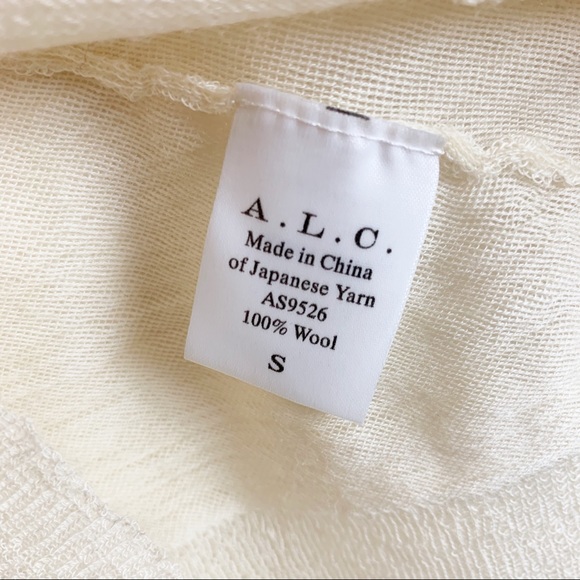 A.L.C.
Made in China
of Japanese Yarn
AS9526
100% Wool
S